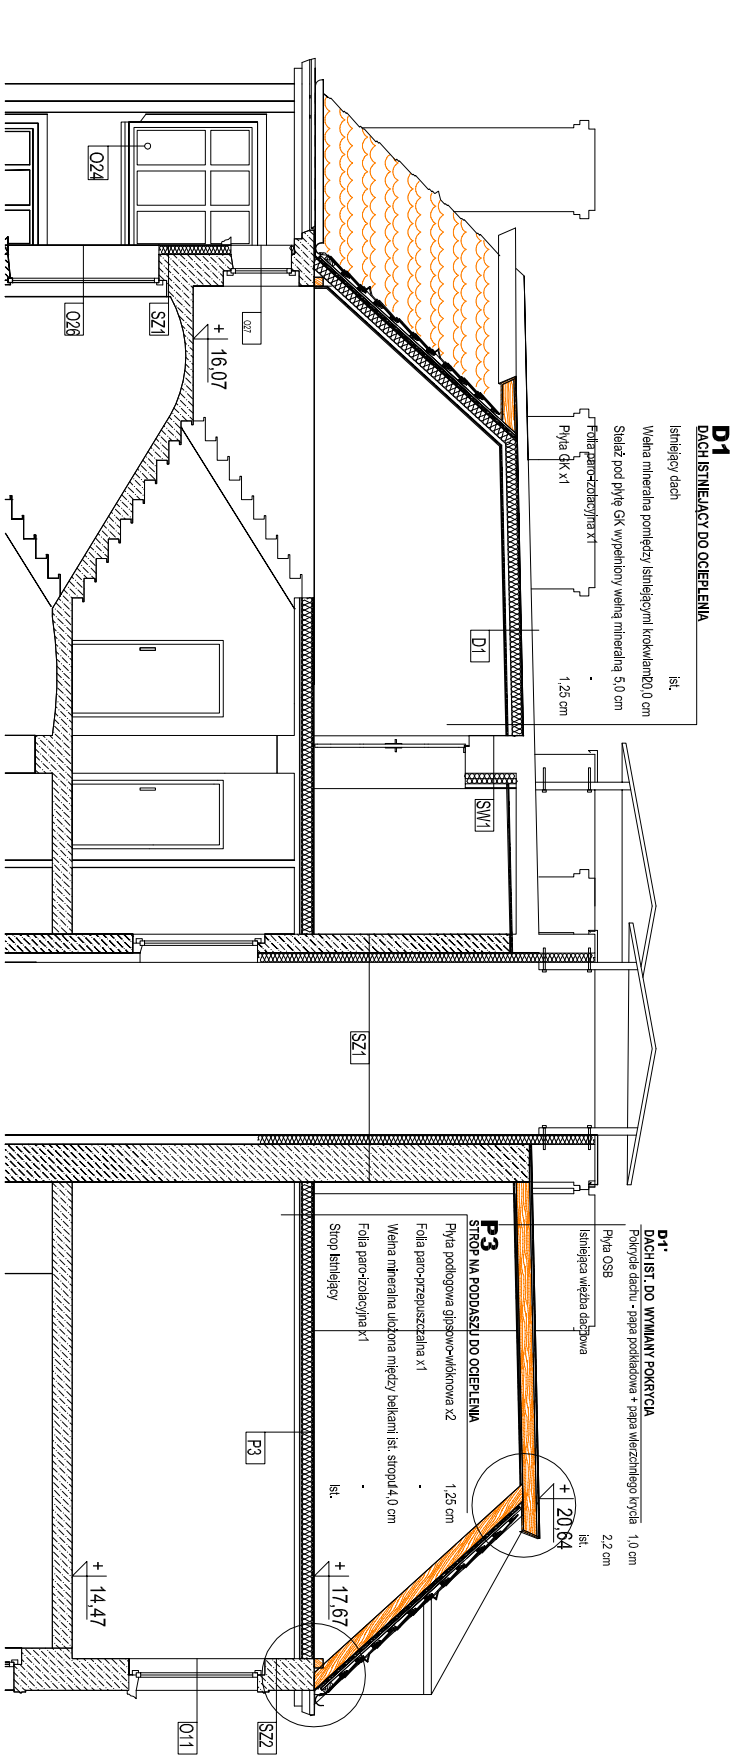 D1
DACH ISTNIEJĄCY DO OCIEPLENIA
Istniejący dach ist.
Wełna mineralna pomiędzy istniejącymi krokwiami 20,0 cm
Stelaż pod płytę GK wypełniony wełną mineralną 5,0 cm
Folia paro-izolacyjna x1 -
Płyta GK x1 1,25 cm
D1'
DACH IST. DO WYMIANY POKRYCIA
Pokrycie dachu - papa podkładowa + papa wierzchniego krycia 1,0 cm
Płyta OSB 2,2 cm
Istniejąca więźba dachowa ist.
P3
STROP NA PODDASZU DO OCIEPLENIA
Płyta podłogowa gipsowo-włóknowa x2 1,25 cm
Folia paro-przepuszczalna x1 -
Wełna mineralna ułożona między belkami ist. stropu 14,0 cm
Folia paro-izolacyjna x1 -
Strop istniejący ist.
O24
O26
SZ1
O27
+ 16,07
D1
SW1
SZ1
P3
+ 20,64
+ 17,67
+ 14,47
SZ2
O11